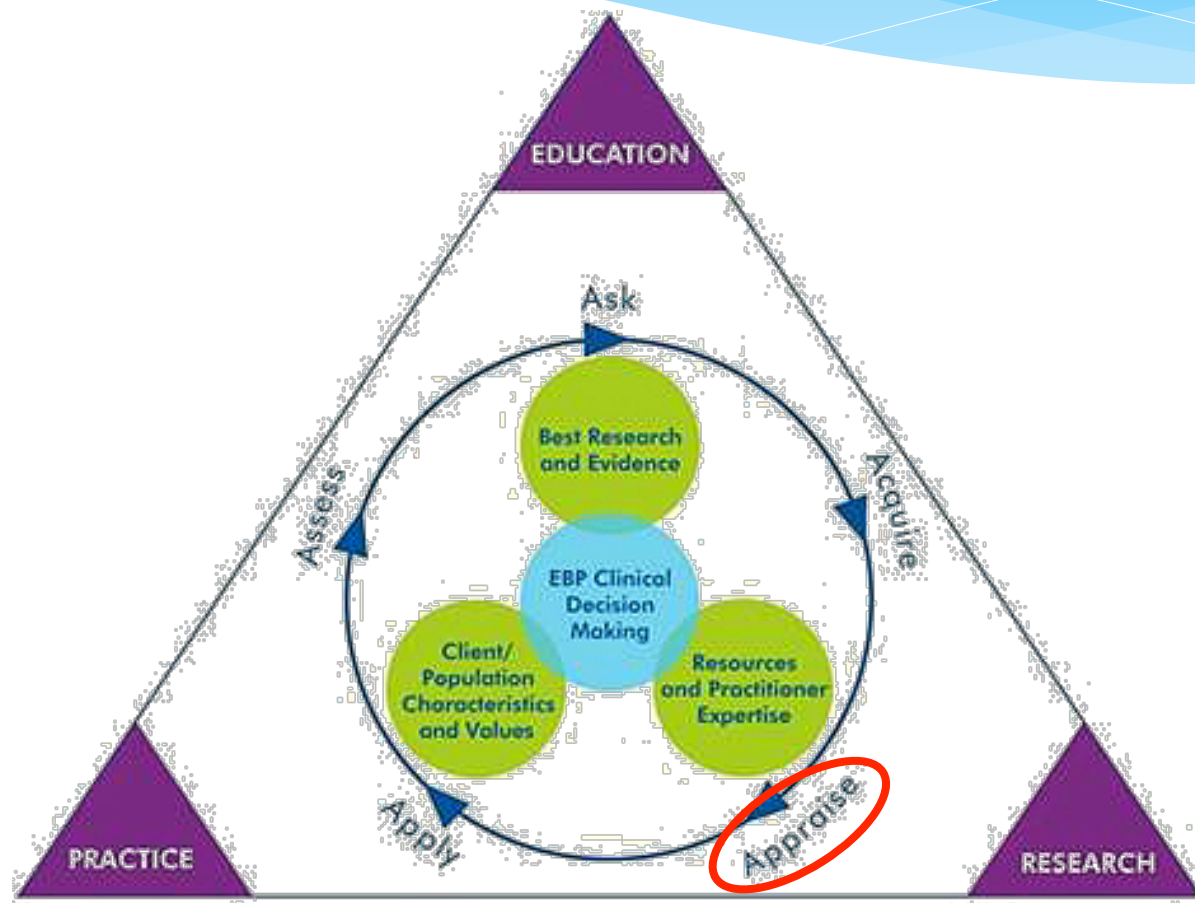 EDUCATION
Ask
Best Research
and Evidence
Acquire
Assess
EBP Clinical
Decision
Making
Client/
Population
Characteristics
and Values
Resources
and Practitioner
Expertise
Apply
Appraise
PRACTICE
RESEARCH